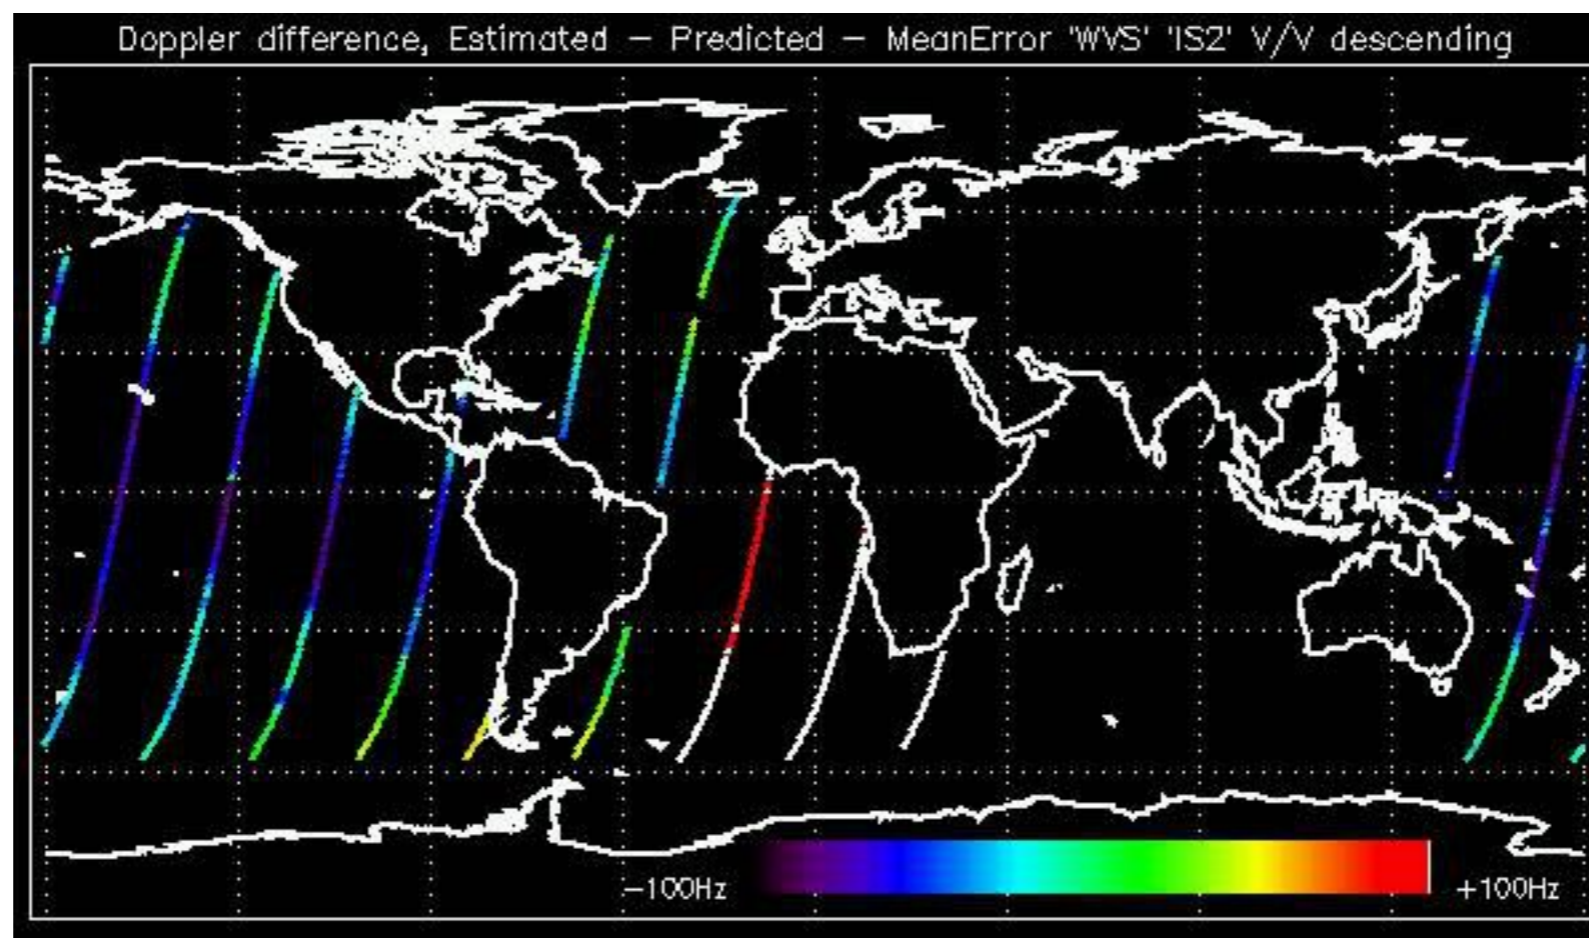 Doppler difference, Estimated – Predicted – MeanError 'WVS' 'IS2' V/V descending
–100Hz
+100Hz